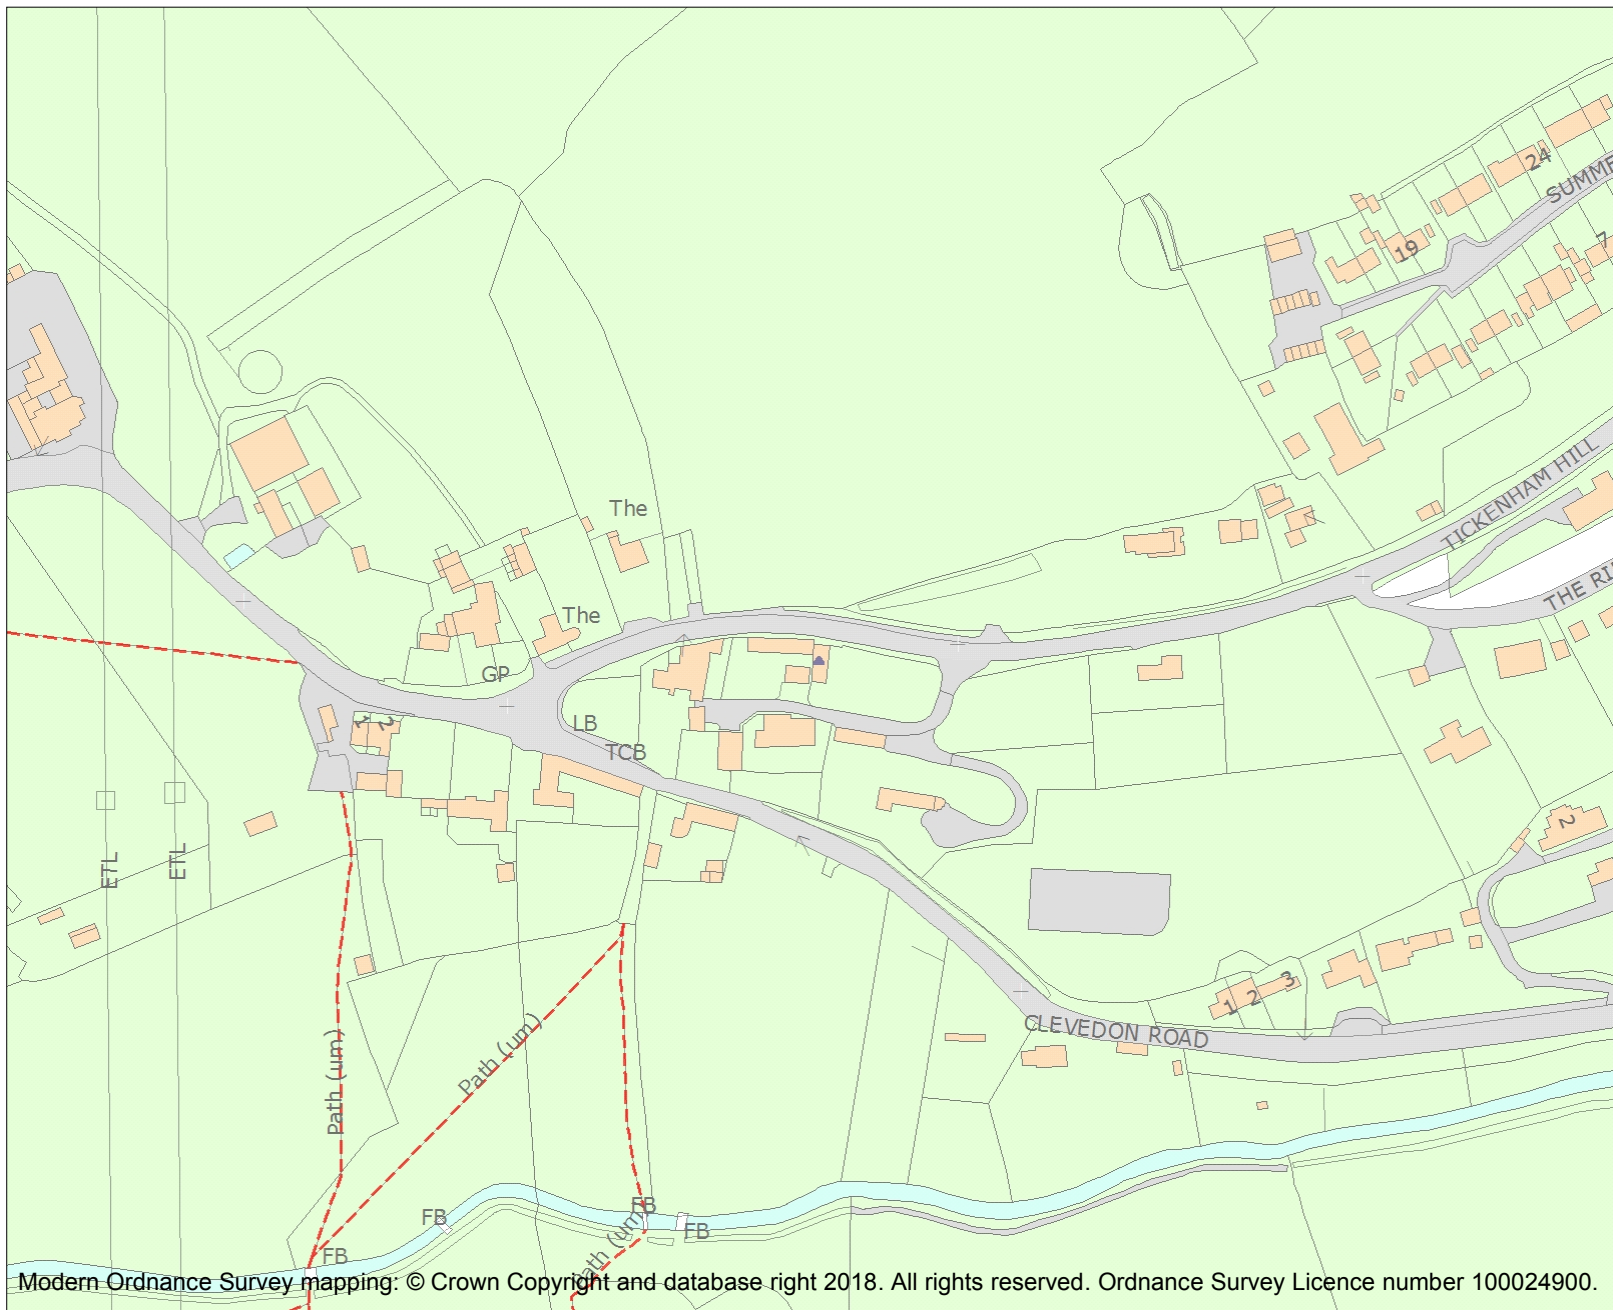 24
SUMME
7
19
The
TICKENHAM HILL
The
THE RI
GP
1
2
LB
TCB
ETL
ETL
2
3
2
1
CLEVEDON ROAD
Path (um)
Path (um)
FB
FB
FB
Path (um)
FB
Modern Ordnance Survey mapping: © Crown Copyright and database right 2018. All rights reserved. Ordnance Survey Licence number 100024900.